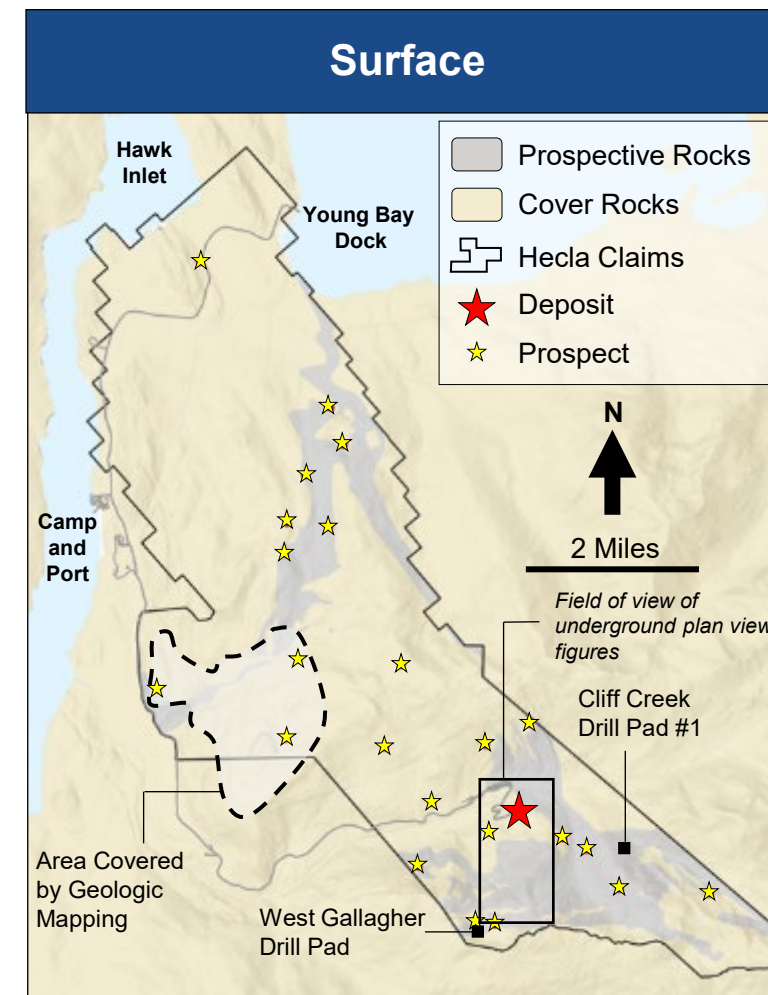 Surface
Hawk
Inlet
Young Bay
Dock
Prospective Rocks
Cover Rocks
Hecla Claims
Deposit
Prospect
N
2 Miles
Camp
and
Port
Field of view of
underground plan view
figures
Cliff Creek
Drill Pad #1
Area Covered
by Geologic
Mapping
West Gallagher
Drill Pad